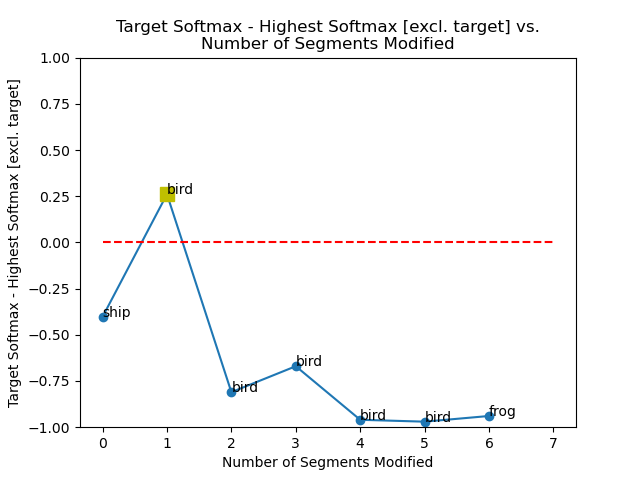 Target Softmax - Highest Softmax [excl. target] vs.
Number of Segments Modified
Target Softmax - Highest Softmax [excl. target]
1.00
0.75
0.50
0.25
0.00
−0.25
−0.50
−0.75
−1.00
ship
bird
bird
bird
bird
bird
frog
0 1 2 3 4 5 6 7
Number of Segments Modified